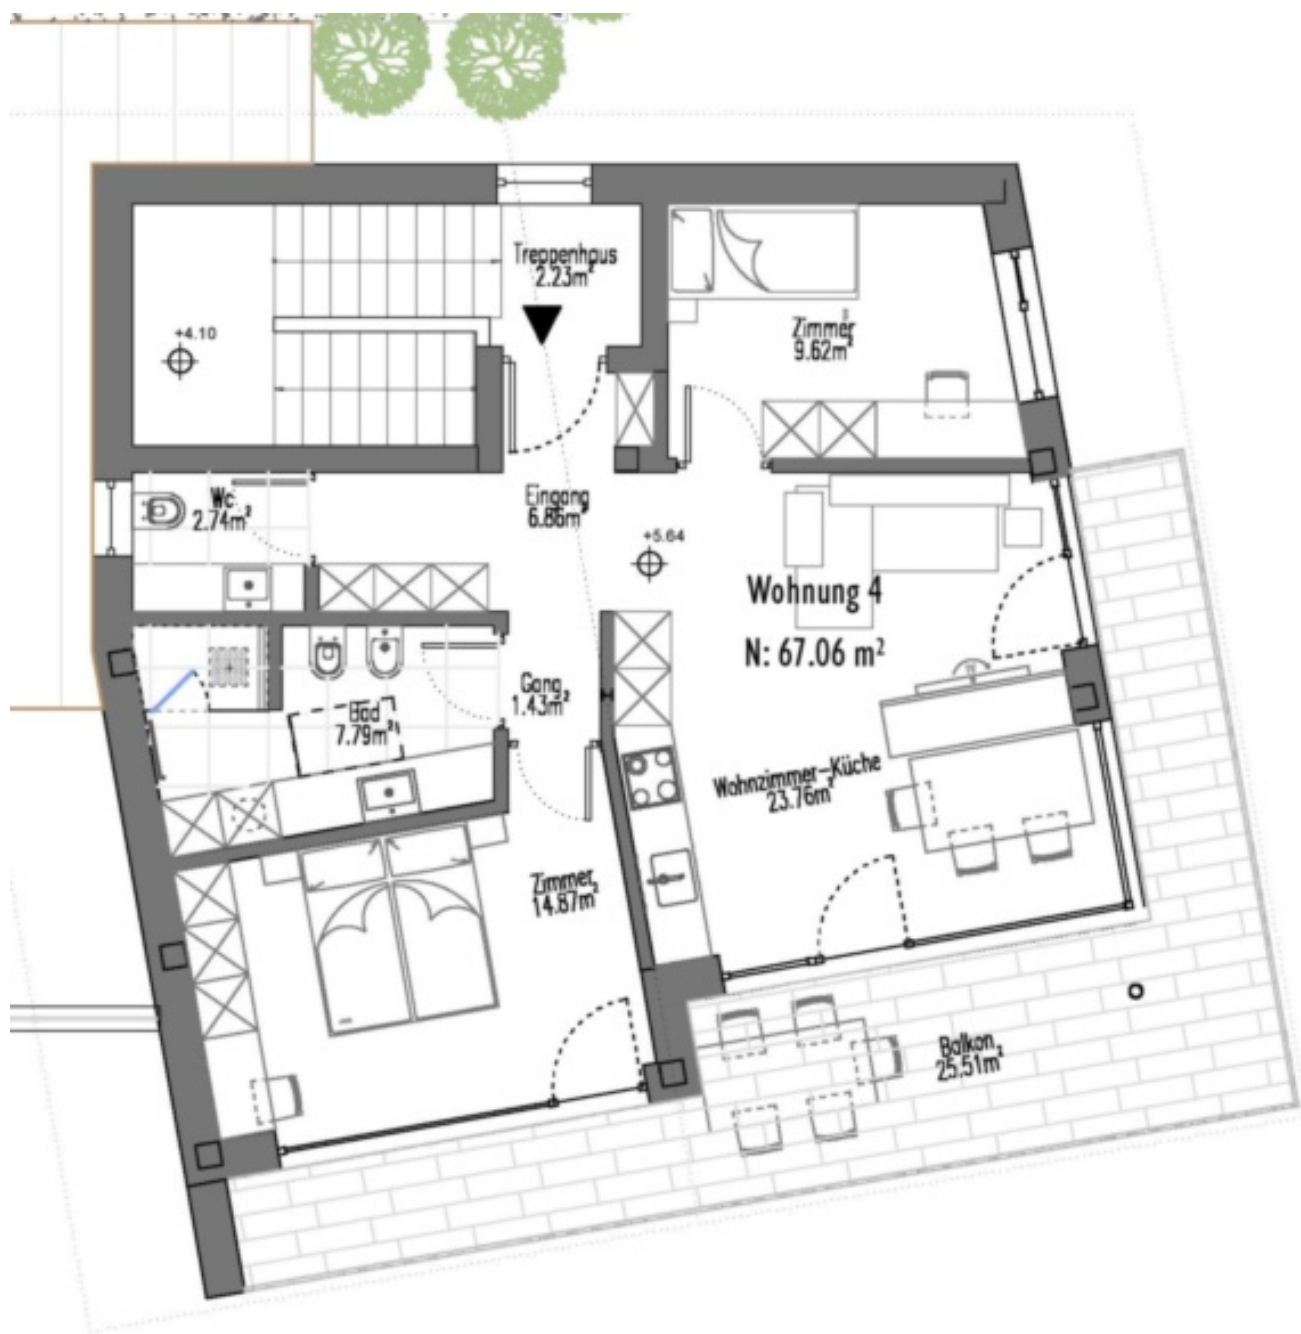 Treppenhaus
2.23m²
+4.10
Zimmer
9.62m²
Wc
2.74m²
Eingang
6.86m²
+5.64
Wohnung 4
N: 67.06 m²
Gang
1.43m²
Bad
7.79m²
Wohnzimmer-Küche
23.76m²
Zimmer
14.87m²
Balkon
25.51m²